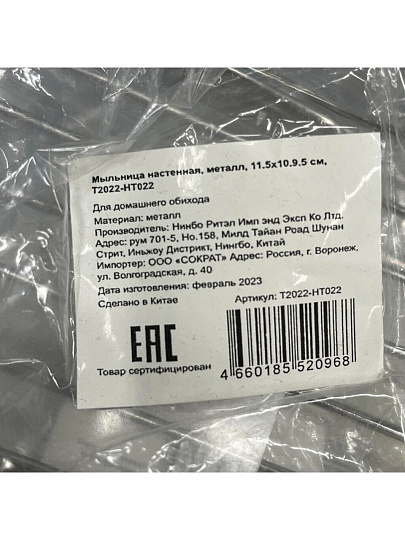 Мыльница настенная, металл, 11.5x10.9.5 см,
T2022-HT022
Для домашнего обихода
Материал: металл
Производитель: Нинбо Ритэл Имп энд Эксп Ко Лтд.
Адрес: рум 701-5, Но.158, Милд Тайан Роад Шунан
Стрит, Иньжоу Дистрикт, Нингбо, Китай
Импортер: ООО «СОКРАТ» Адрес: Россия, г. Воронеж,
ул. Волгоградская, д. 40
Дата изготовления: февраль 2023
Сделано в Китае
Артикул: T2022-HT022
EAC
Товар сертифицирован
4 660185 520968